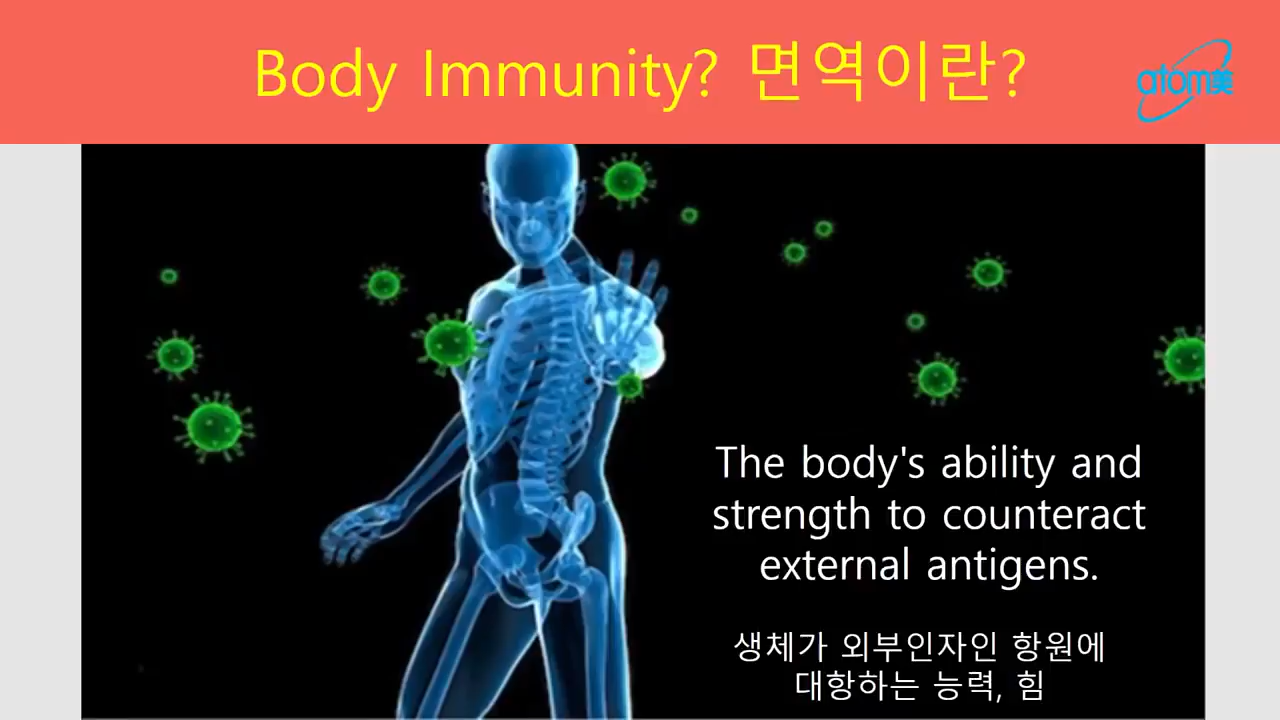 Body Immunity? 면역이란?
atom美
The body's ability and
strength to counteract
external antigens.
생체가 외부인자인 항원에
대항하는 능력, 힘